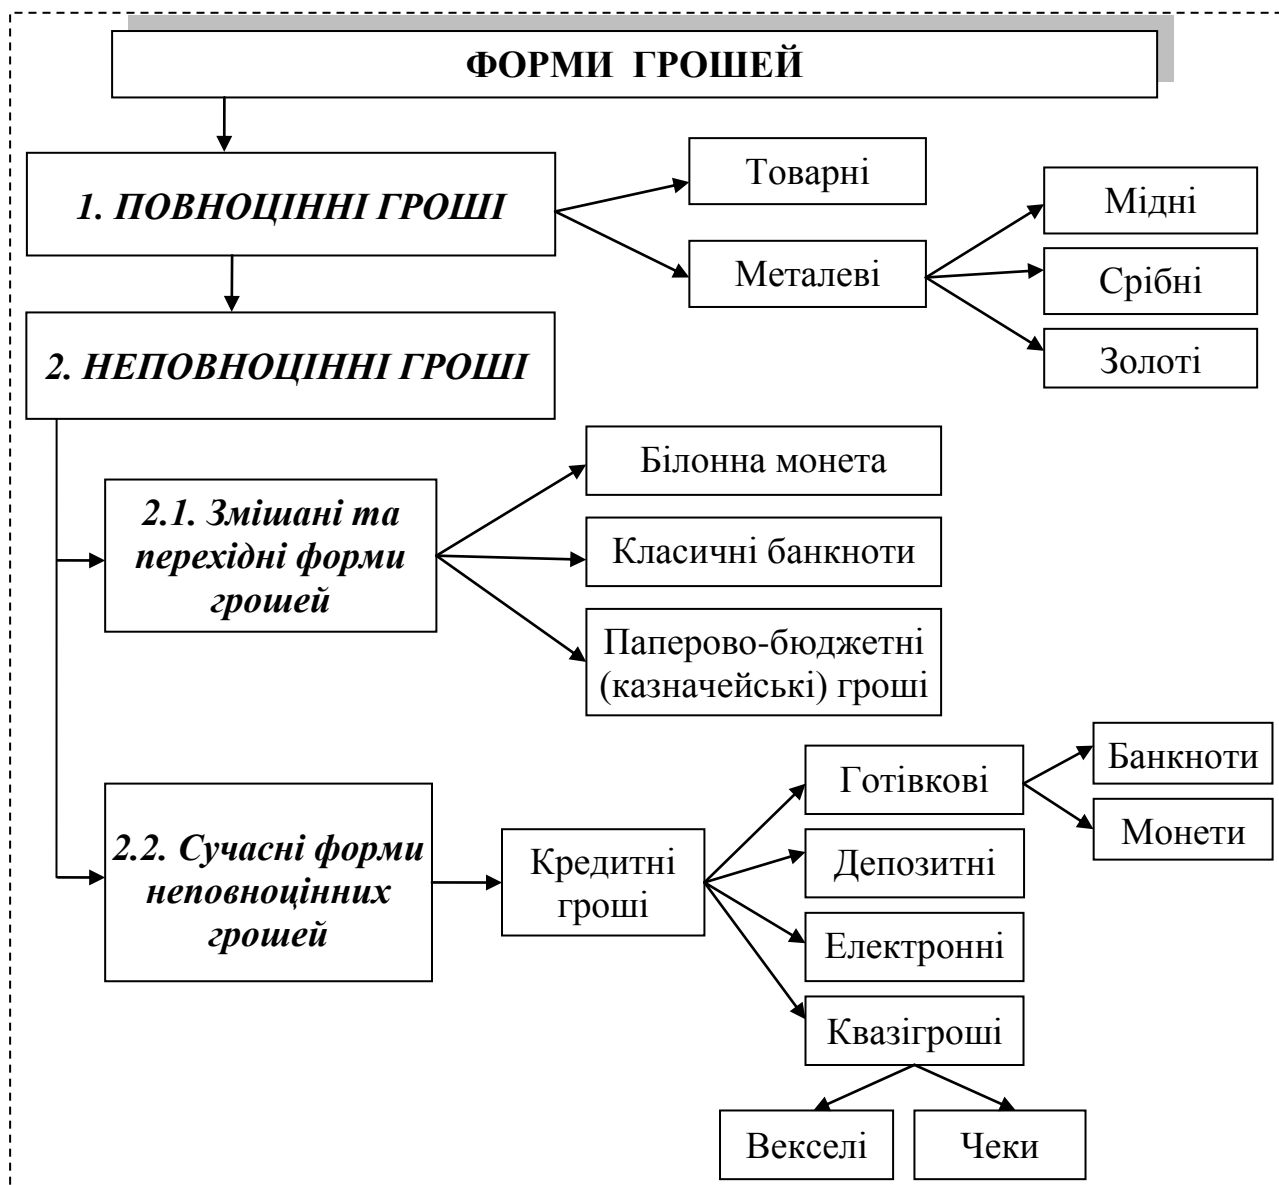 ФОРМИ ГРОШЕЙ
1. ПОВНОЦІННІ ГРОШІ
Товарні
Металеві
Мідні
Срібні
Золоті
2. НЕПОВНОЦІННІ ГРОШІ
2.1. Змішані та
перехідні форми
грошей
Білонна монета
Класичні банкноти
Паперово-бюджетні
(казначейські) гроші
2.2. Сучасні форми
неповноцінних
грошей
Кредитні
гроші
Готівкові
Банкноти
Монети
Депозитні
Електронні
Квазігроші
Векселі
Чеки